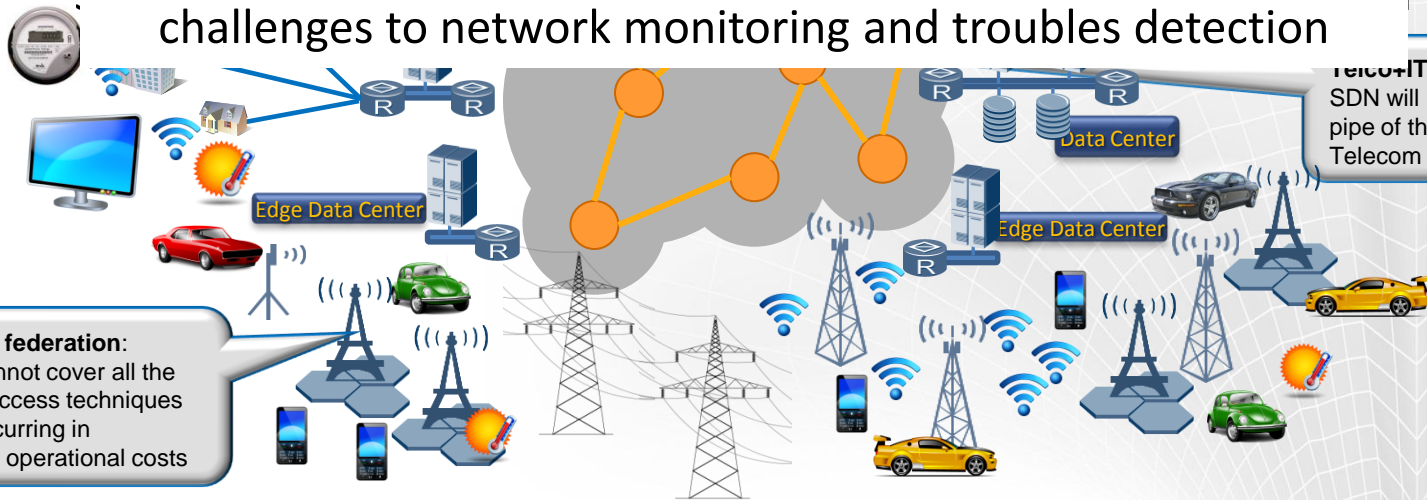 challenges to network monitoring and troubles detection
R
R
R
R
Telco+IT
SDN will
pipe of th
Telecom
Data Center
Edge Data Center
R
Edge Data Center
R
federation:
nnot cover all the
ccess techniques
curring in
operational costs